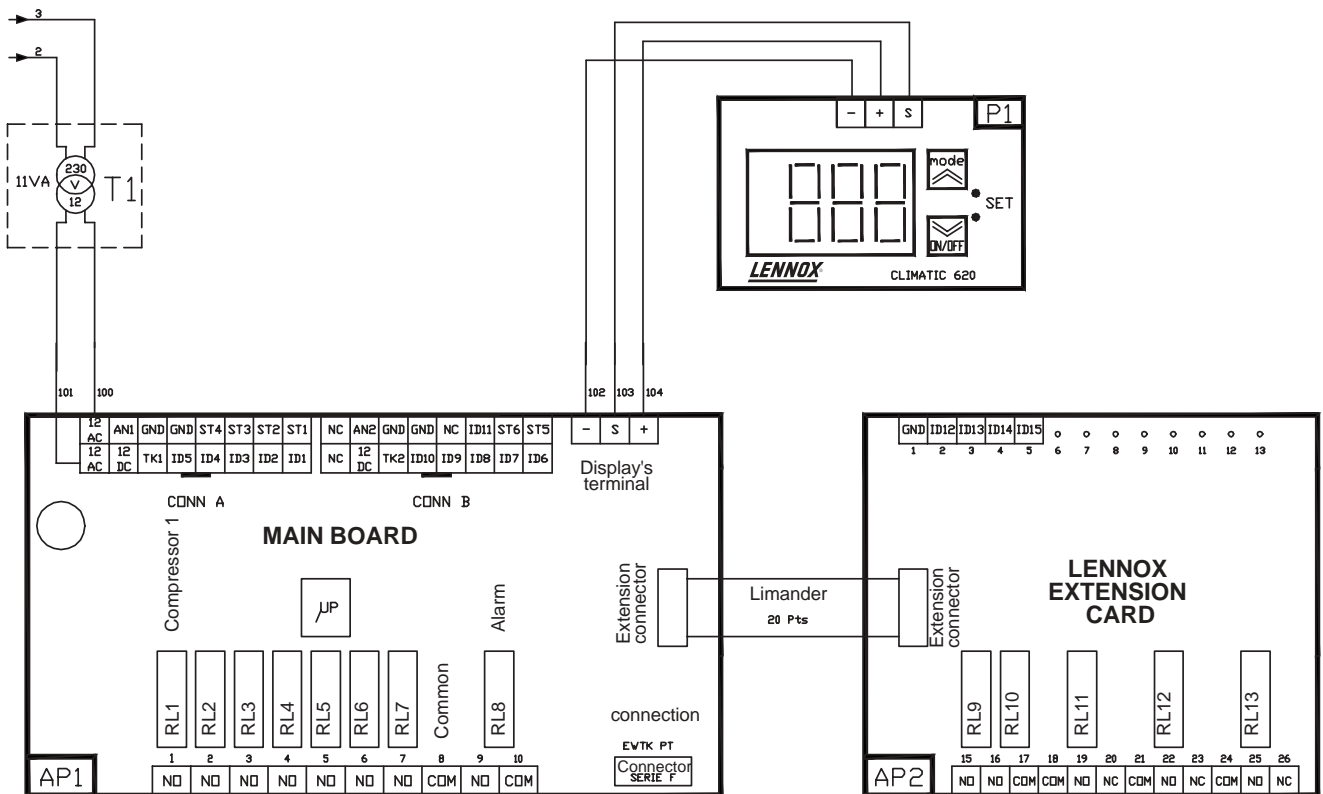 3
2
11VA
230
V
12
T1
- + S
P1
mode
SET
ON/OFF
LENNOX
CLIMATIC 620
101 100
102 103 104
12 AC AN1 GND GND ST4 ST3 ST2 ST1
12 AC 12 DC TK1 ID5 ID4 ID3 ID2 ID1
NC AN2 GND GND NC ID11 ST6 ST5
NC 12 DC TK2 ID10 ID9 ID8 ID7 ID6
- S +
CONN A
CONN B
Display's
terminal
MAIN BOARD
Compressor 1
µP
Alarm
Common
Extension
connector
RL1 RL2 RL3 RL4 RL5 RL6 RL7 RL8
connection
EWTK PT
Connector
SERIE F
1 2 3 4 5 6 7 8 9 10
AP1 NO NO NO NO NO NO NO COM NO COM
Limander
20 Pts
GND ID12 ID13 ID14 ID15
1 2 3 4 5 6 7 8 9 10 11 12 13
LENNOX
EXTENSION
CARD
Extension
connector
RL9 RL10 RL11 RL12 RL13
15 16 17 18 19 20 21 22 23 24 25 26
AP2 NO NO COM COM NO NC COM NO NC COM NO NC